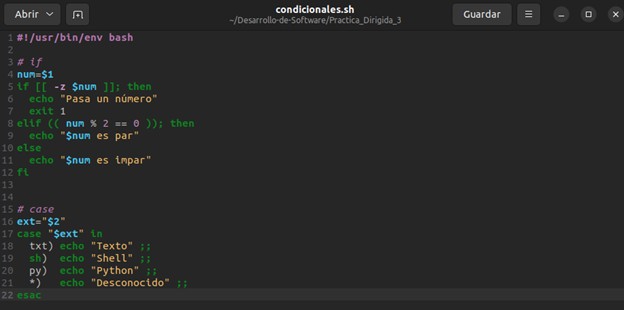 Abrir
condicionales.sh
~/Desarrollo-de-Software/Practica_Dirigida_3
Guardar
1 #!/usr/bin/env bash
2
3 # if
4 num=$1
5 if [[ -z $num ]]; then
6   echo "Pasa un número"
7   exit 1
8 elif (( num % 2 == 0 )); then
9   echo "$num es par"
10 else
11   echo "$num es impar"
12 fi
13
14
15 # case
16 ext="$2"
17 case "$ext" in
18   txt) echo "Texto" ;;
19   sh)  echo "Shell" ;;
20   py)  echo "Python" ;;
21   *)   echo "Desconocido" ;;
22 esac